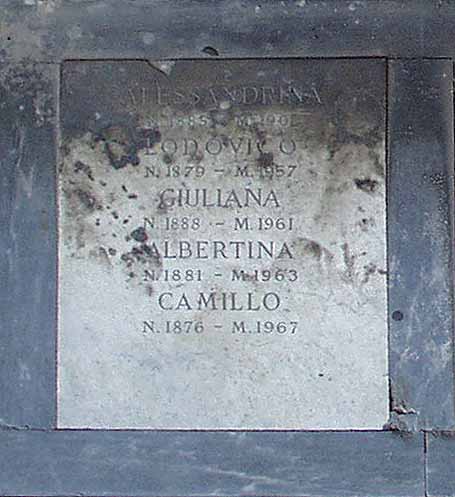 ALESSANDRINA
LODOVICO
N. 1879 - M. 1957
GIULIANA
N. 1888 - M. 1961
ALBERTINA
N. 1881 - M. 1963
CAMILLO
N. 1876 - M. 1967